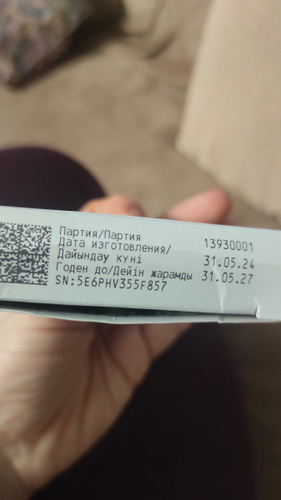 Партия/Партия 13930001
Дата изготовления/
Дайындау күні 31.05.24
Годен до/Дейін жарамды 31.05.27
SN:5E6PHV355F857